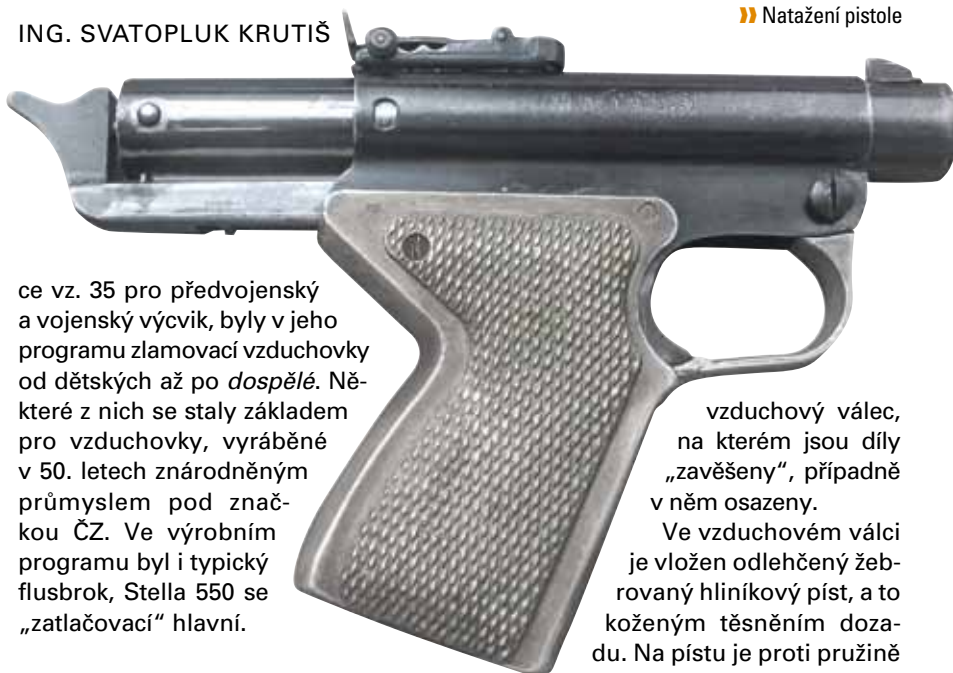 ING. SVATOPLUK KRUTIŠ
Natažení pistole
ce vz. 35 pro předvojenský
a vojenský výcvik, byly v jeho
programu zlamovací vzduchovky
od dětských až po dospělé. Ně-
které z nich se staly základem
pro vzduchovky, vyráběné
v 50. letech znárodněným
průmyslem pod znač-
kou ČZ. Ve výrobním
programu byl i typický
flusbrok, Stella 550 se
„zatlačovací“ hlavní.
vzduchový válec,
na kterém jsou díly
„zavěšeny“, případně
v něm osazeny.
Ve vzduchovém válci
je vložen odlehčený žeb-
rovaný hliníkový píst, a to
koženým těsněním doza-
du. Na pístu je proti pružině